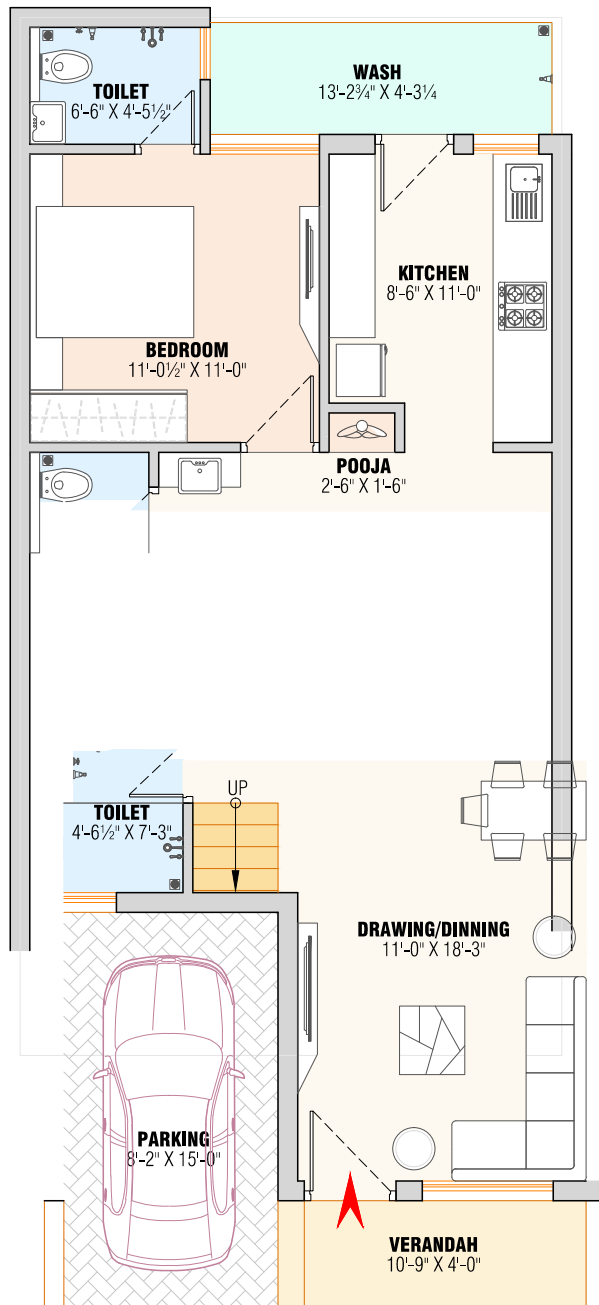 WASH
13'-2¾" X 4'-3¼
TOILET
6'-6" X 4'-5½"
KITCHEN
8'-6" X 11'-0"
BEDROOM
11'-0½" X 11'-0"
POOJA
2'-6" X 1'-6"
UP
TOILET
4'-6½" X 7'-3"
DRAWING/DINNING
11'-0" X 18'-3"
PARKING
8'-2" X 15'-0"
VERANDAH
10'-9" X 4'-0"